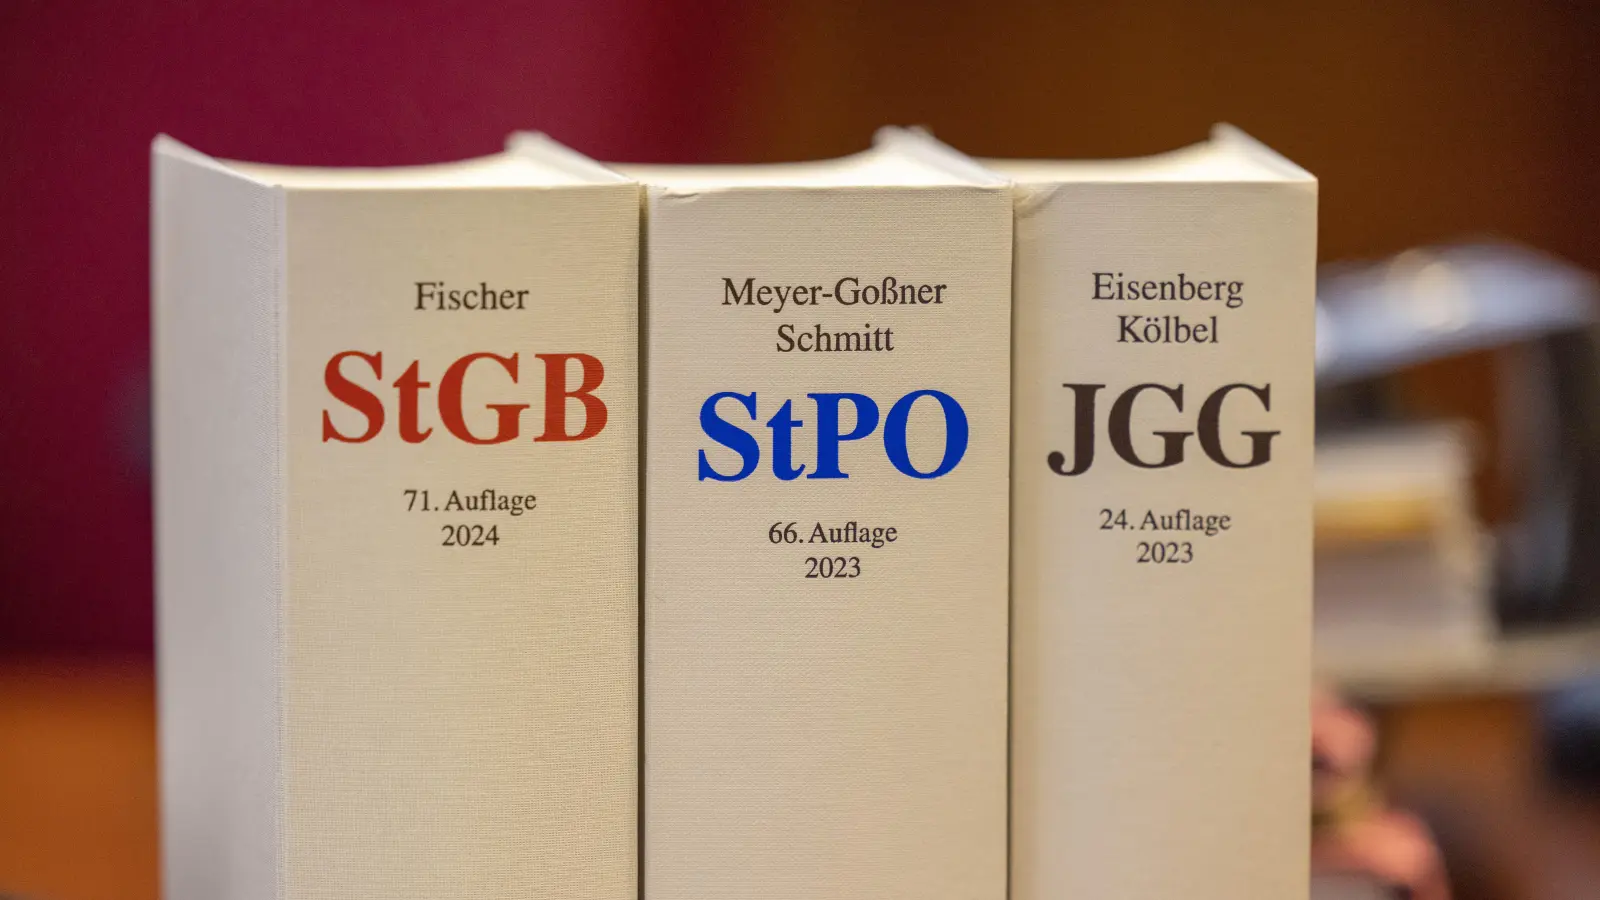 Fischer
StGB
71. Auflage
2024
Meyer-Goßner
Schmitt
StPO
66. Auflage
2023
Eisenberg
Kölbel
JGG
24. Auflage
2023